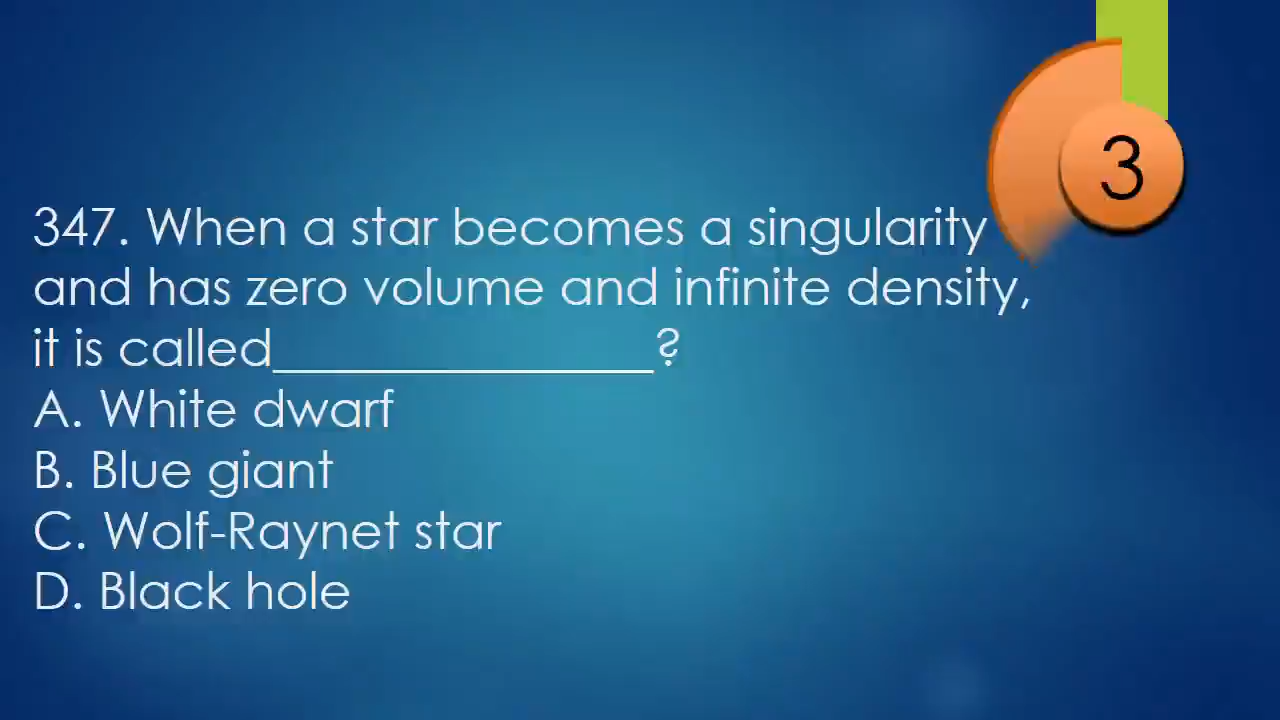 3
347. When a star becomes a singularity
and has zero volume and infinite density,
it is called_______________?
A. White dwarf
B. Blue giant
C. Wolf-Raynet star
D. Black hole